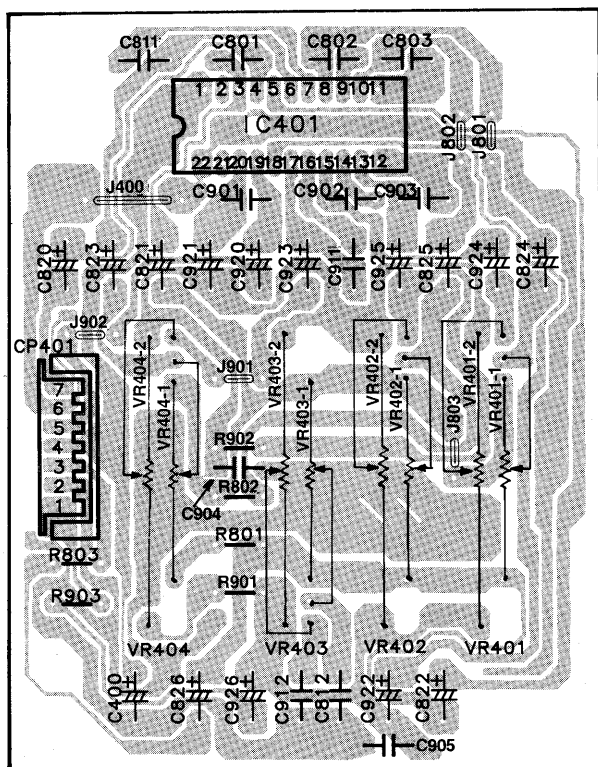 C811 C801 C802 C803
1 2 3 4 5 6 7 8 9 10 11
IC401
22 21 20 19 18 17 16 15 14 13 12
J802
J801
J400
C901 C902 C903
C820
C823
C821
C921
C920
C923
C911
C925
C825
C924
C824
J902
CP401
7
6
5
4
3
2
1
VR404-2
VR404-1
J901
VR403-2
VR403-1
VR402-2
VR402-1
VR401-2
VR401-1
J803
R902
R802
C904
R801
R803
R901
R903
VR404 VR403 VR402 VR401
C400
C826
C926
C912
C812
C922
C822
C905